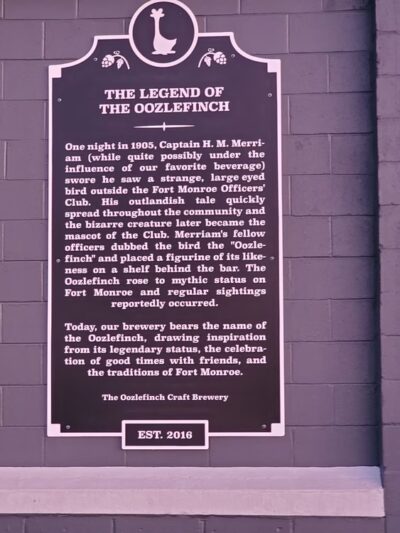 THE LEGEND OF
THE OOZLEFINCH
One night in 1905, Captain H. M. Merri-
am (while quite possibly under the
influence of our favorite beverage)
swore he saw a strange, large eyed
bird outside the Fort Monroe Officers'
Club. His outlandish tale quickly
spread throughout the community and
the bizarre creature later became the
mascot of the Club. Merriam's fellow
officers dubbed the bird the "Oozle-
finch" and placed a figurine of its like-
ness on a shelf behind the bar. The
Oozlefinch rose to mythic status on
Fort Monroe and regular sightings
reportedly occurred.
Today, our brewery bears the name of
the Oozlefinch, drawing inspiration
from its legendary status, the celebra-
tion of good times with friends, and
the traditions of Fort Monroe.
The Oozlefinch Craft Brewery
EST. 2016